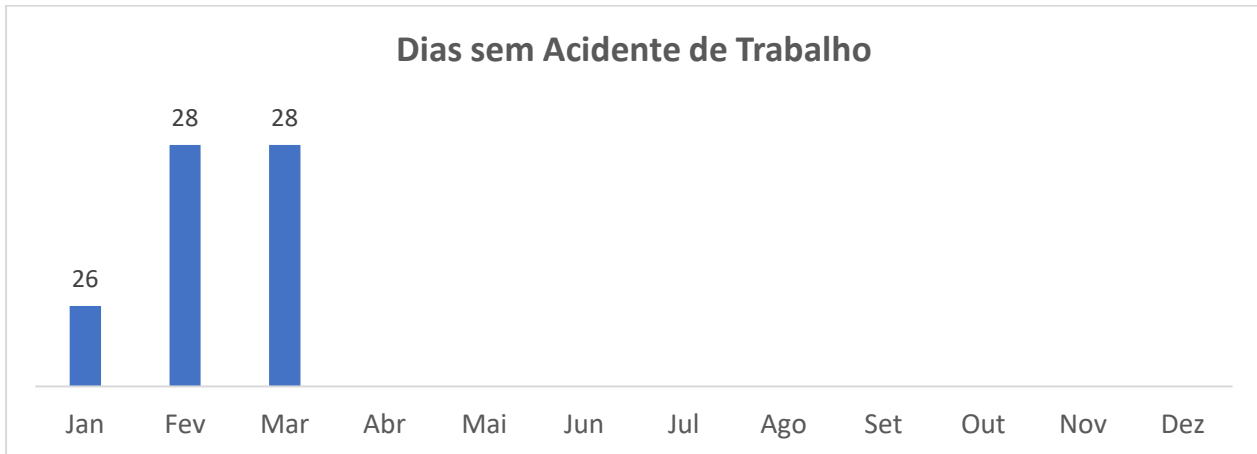 Dias sem Acidente de Trabalho
28 28
26
Jan Fev Mar Abr Mai Jun Jul Ago Set Out Nov Dez